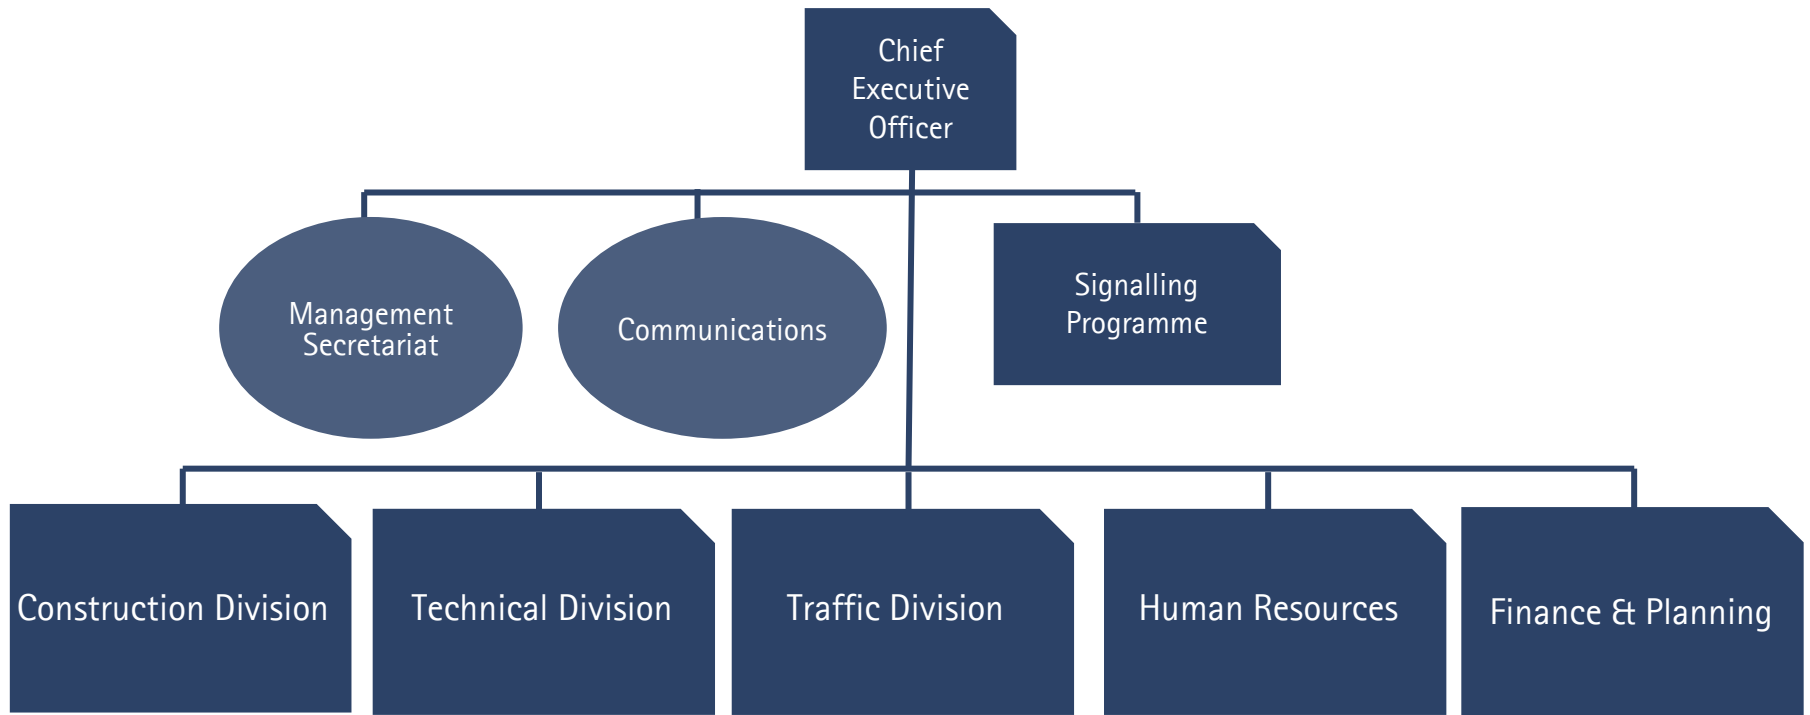 Chief
Executive
Officer
Management
Secretariat
Communications
Signalling
Programme
Construction Division
Technical Division
Traffic Division
Human Resources
Finance & Planning